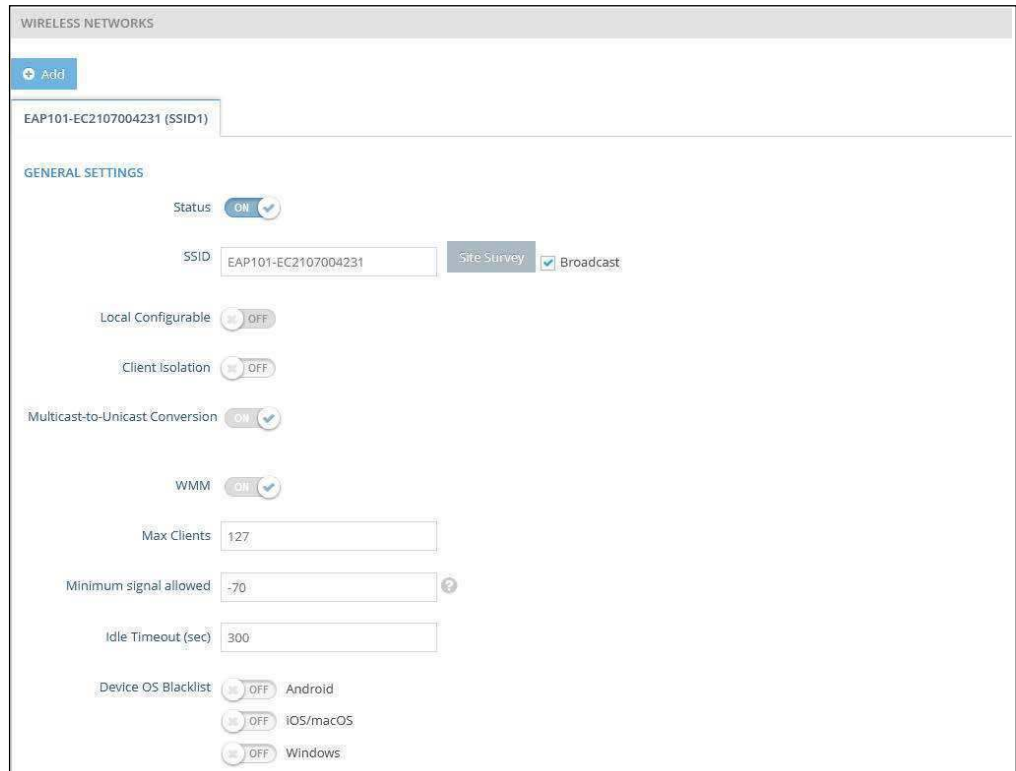 WIRELESS NETWORKS
Add
EAP101-EC2107004231 (SSID1)
GENERAL SETTINGS
Status ON
SSID EAP101-EC2107004231 Site Survey Broadcast
Local Configurable OFF
Client Isolation OFF
Multicast-to-Unicast Conversion ON
WMM ON
Max Clients 127
Minimum signal allowed -70 ?
Idle Timeout (sec) 300
Device OS Blacklist OFF Android
OFF iOS/macOS
OFF Windows